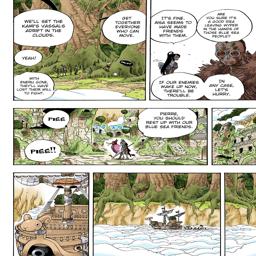 WE'LL SET THE
KAMI'S VASSALS
ADRIFT IN THE
CLOUDS.
YEAH!
WITH
ENERU GONE,
THEY'LL HAVE
LOST THEIR WILL
TO FIGHT.
GET
TOGETHER
EVERYONE
WHO CAN
MOVE.
IT'S FINE.
AISA SEEMS
TO HAVE MADE
FRIENDS
WITH THEM.
ARE
YOU SURE IT'S
A GOOD IDEA
LEAVING WYPER
IN THE HANDS OF
THOSE BLUE SEA
PEOPLE?
IF OUR ENEMIES
WAKE UP NOW,
THERE'LL BE
TROUBLE.
IN
ANY CASE,
LET'S
HURRY.
PIEE
PIEE!!
PIERRE,
YOU SHOULD
REST UP WITH OUR
BLUE SEA FRIENDS.